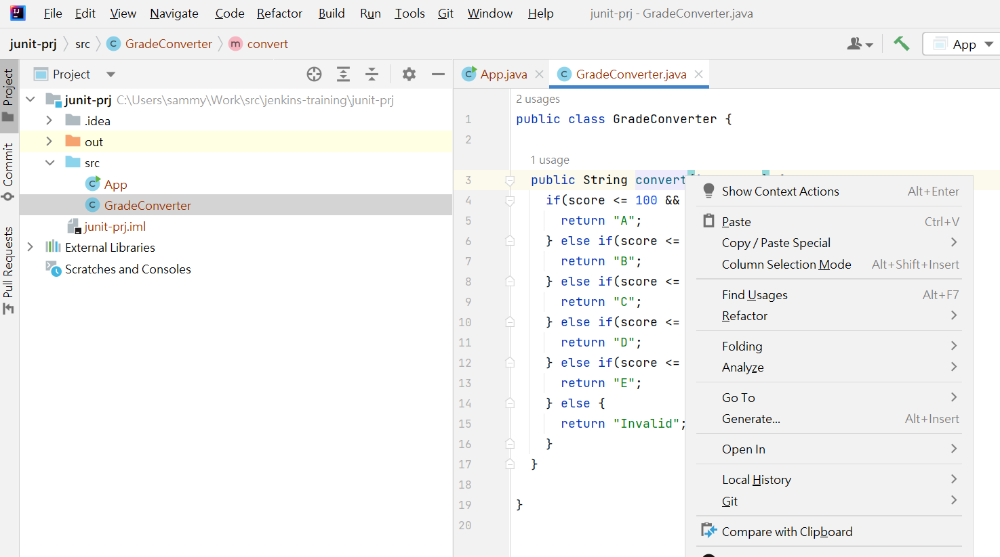 File Edit View Navigate Code Refactor Build Run Tools Git Window Help junit-prj - GradeConverter.java
junit-prj src GradeConverter convert App
Project
Commit
Pull Requests
Project
junit-prj C:\Users\sammy\Work\src\jenkins-training\junit-prj
.idea
out
src
App
GradeConverter
junit-prj.iml
External Libraries
Scratches and Consoles
App.java GradeConverter.java
2 usages
1 public class GradeConverter {
2
1 usage
3 public String convert
4 if(score <= 100 &&
5 return "A";
6 } else if(score <=
7 return "B";
8 } else if(score <=
9 return "C";
10 } else if(score <=
11 return "D";
12 } else if(score <=
13 return "E";
14 } else {
15 return "Invalid";
16 }
17 }
18
19 }
20
Show Context Actions Alt+Enter
Paste Ctrl+V
Copy / Paste Special
Column Selection Mode Alt+Shift+Insert
Find Usages Alt+F7
Refactor
Folding
Analyze
Go To
Generate... Alt+Insert
Open In
Local History
Git
Compare with Clipboard